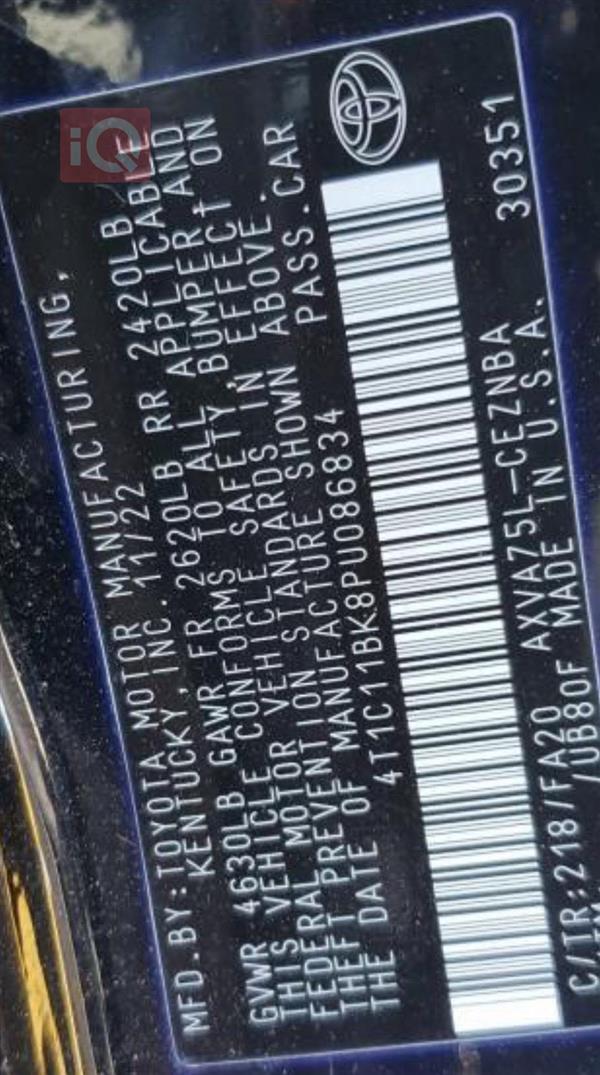 iQ
MFD.BY:TOYOTA MOTOR MANUFACTURING,
KENTUCKY,INC. 11/22
GVWR 4630LB GAWR FR 2620LB RR 2420LB
THIS VEHICLE CONFORMS TO ALL APPLICABLE
FEDERAL MOTOR VEHICLE SAFETY,BUMPER,AND
THEFT PREVENTION STANDARDS IN EFFECT ON
THE DATE OF MANUFACTURE SHOWN ABOVE.
4T1C11BK8PU086834 PASS.CAR
C/TR:218/FA20 AXVA75L-CEZNBA 30351
/UB80F MADE IN U.S.A.